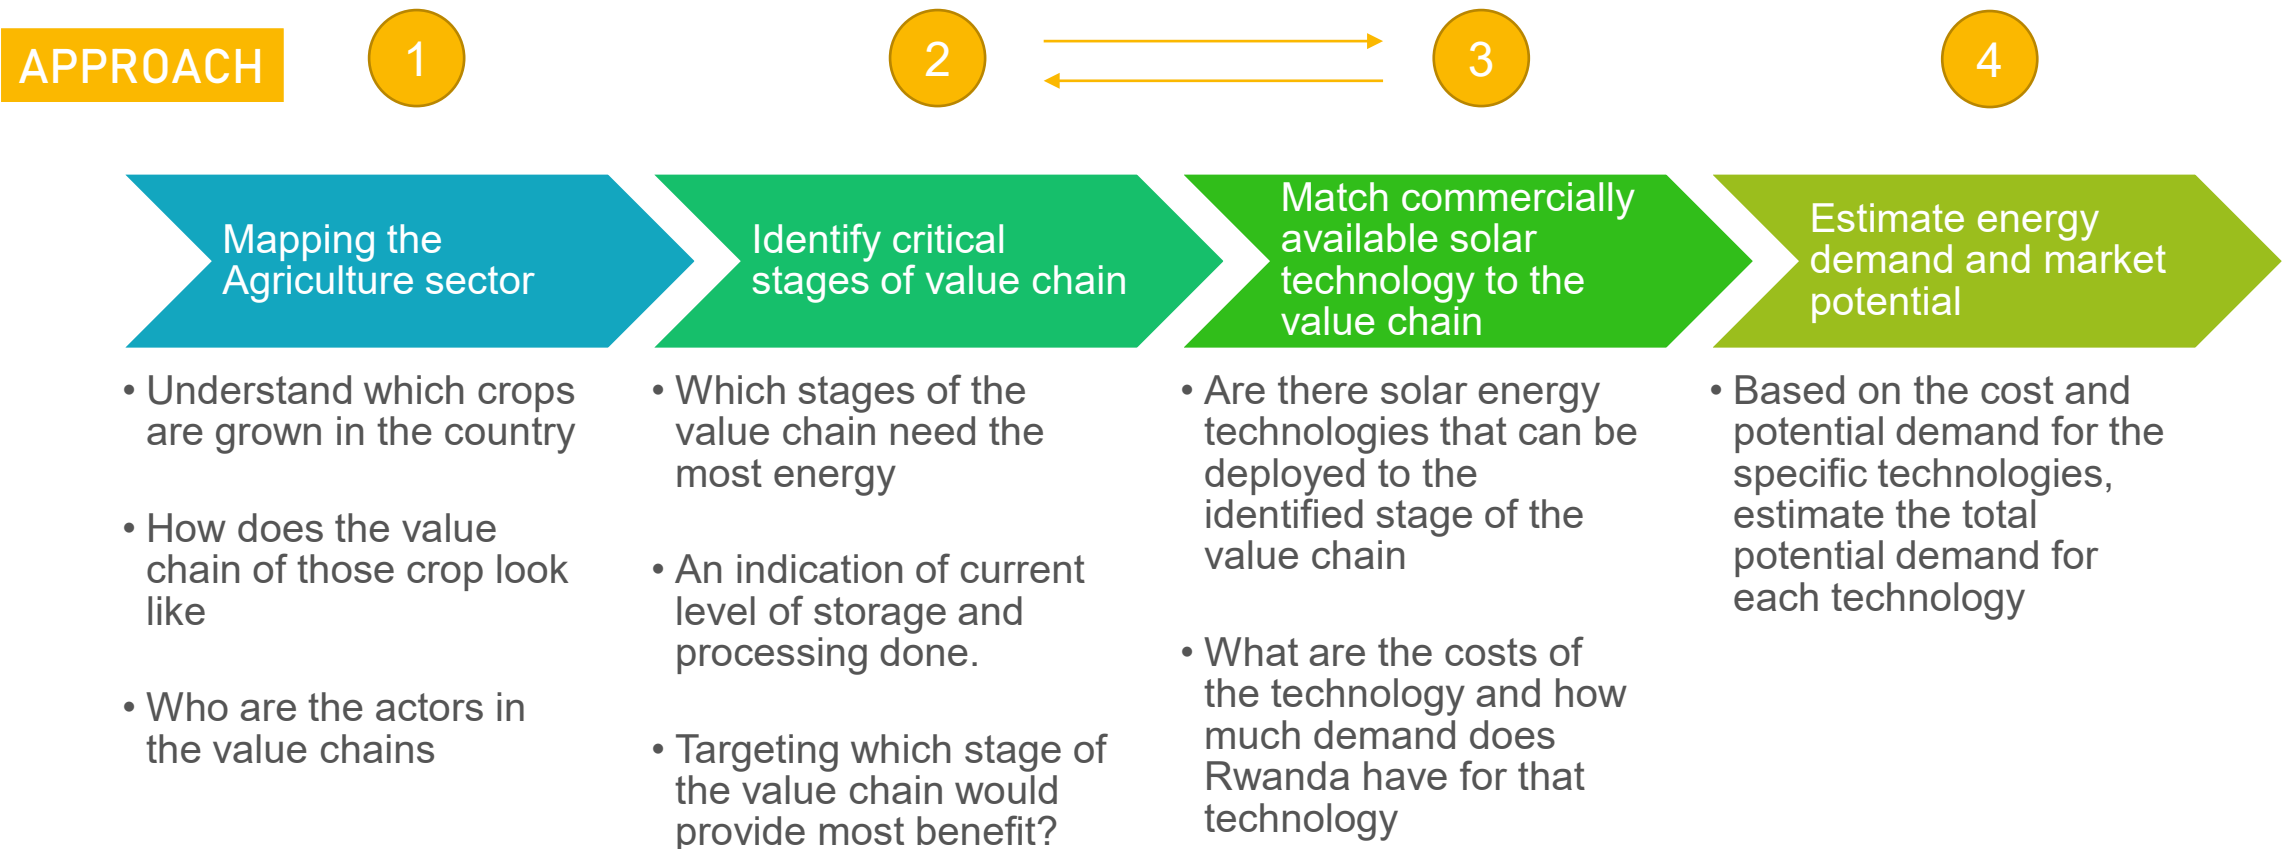 APPROACH
1
2
3
4
Mapping the
Agriculture sector
• Understand which crops
are grown in the country
• How does the value
chain of those crop look
like
• Who are the actors in
the value chains
Identify critical
stages of value chain
• Which stages of the
value chain need the
most energy
• An indication of current
level of storage and
processing done.
• Targeting which stage of
the value chain would
provide most benefit?
Match commercially
available solar
technology to the
value chain
• Are there solar energy
technologies that can be
deployed to the
identified stage of the
value chain
• What are the costs of
the technology and how
much demand does
Rwanda have for that
technology
Estimate energy
demand and market
potential
• Based on the cost and
potential demand for the
specific technologies,
estimate the total
potential demand for
each technology